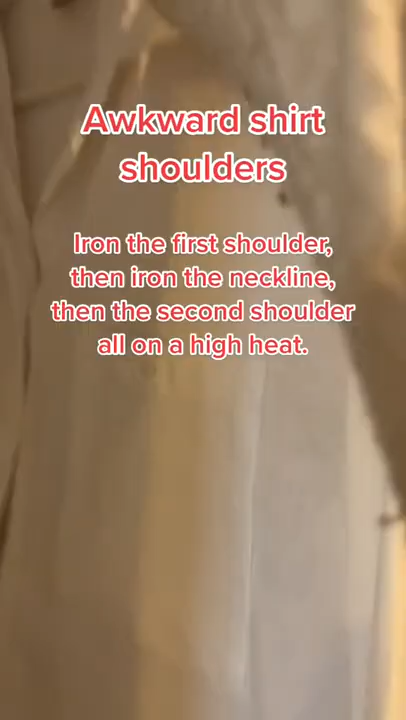 Awkward shirt
shoulders
Iron the first shoulder,
then iron the neckline,
then the second shoulder
all on a high heat.